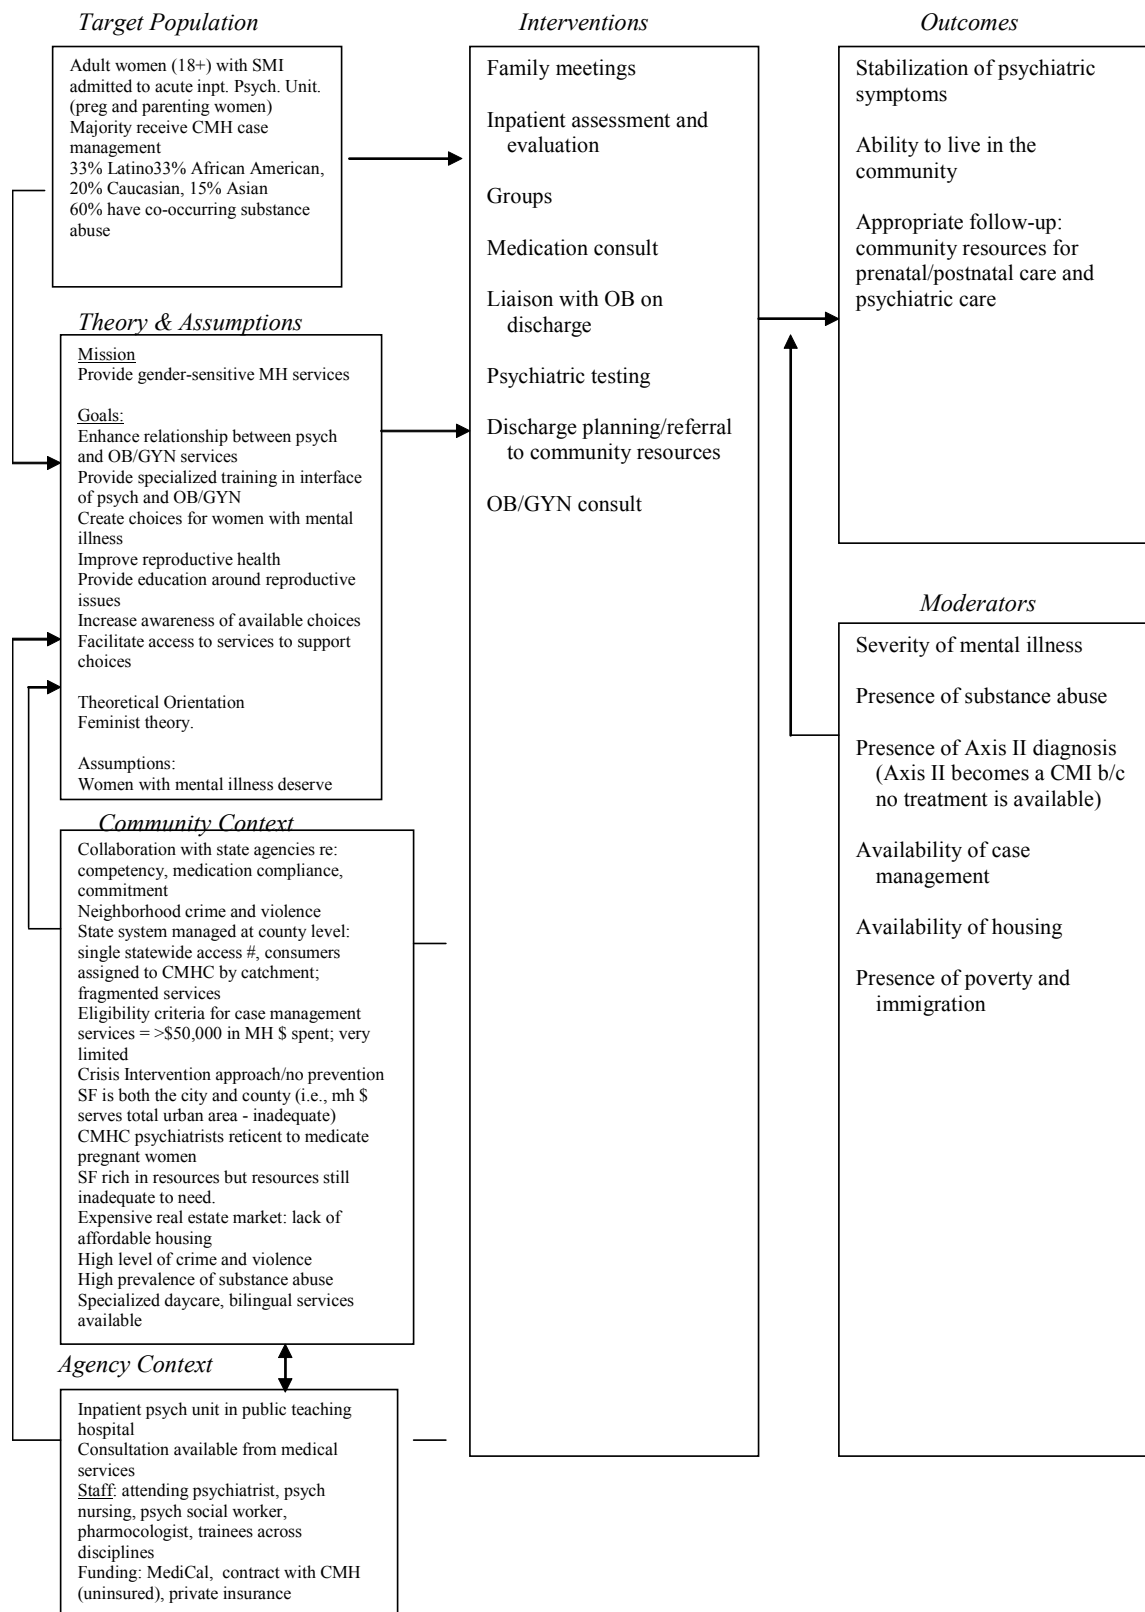 Target Population
Adult women (18+) with SMI
admitted to acute inpt. Psych. Unit.
(preg and parenting women)
Majority receive CMH case
management
33% Latino33% African American,
20% Caucasian, 15% Asian
60% have co-occurring substance
abuse
Theory & Assumptions
Mission
Provide gender-sensitive MH services
Goals:
Enhance relationship between psych
and OB/GYN services
Provide specialized training in interface
of psych and OB/GYN
Create choices for women with mental
illness
Improve reproductive health
Provide education around reproductive
issues
Increase awareness of available choices
Facilitate access to services to support
choices
Theoretical Orientation
Feminist theory.
Assumptions:
Women with mental illness deserve
Community Context
Collaboration with state agencies re:
competency, medication compliance,
commitment
Neighborhood crime and violence
State system managed at county level:
single statewide access #, consumers
assigned to CMHC by catchment;
fragmented services
Eligibility criteria for case management
services = >$50,000 in MH $ spent; very
limited
Crisis Intervention approach/no prevention
SF is both the city and county (i.e., mh $
serves total urban area - inadequate)
CMHC psychiatrists reticent to medicate
pregnant women
SF rich in resources but resources still
inadequate to need.
Expensive real estate market: lack of
affordable housing
High level of crime and violence
High prevalence of substance abuse
Specialized daycare, bilingual services
available
Agency Context
Inpatient psych unit in public teaching
hospital
Consultation available from medical
services
Staff: attending psychiatrist, psych
nursing, psych social worker,
pharmocologist, trainees across
disciplines
Funding: MediCal, contract with CMH
(uninsured), private insurance
Interventions
Family meetings
Inpatient assessment and
evaluation
Groups
Medication consult
Liaison with OB on
discharge
Psychiatric testing
Discharge planning/referral
to community resources
OB/GYN consult
Outcomes
Stabilization of psychiatric
symptoms
Ability to live in the
community
Appropriate follow-up:
community resources for
prenatal/postnatal care and
psychiatric care
Moderators
Severity of mental illness
Presence of substance abuse
Presence of Axis II diagnosis
(Axis II becomes a CMI b/c
no treatment is available)
Availability of case
management
Availability of housing
Presence of poverty and
immigration